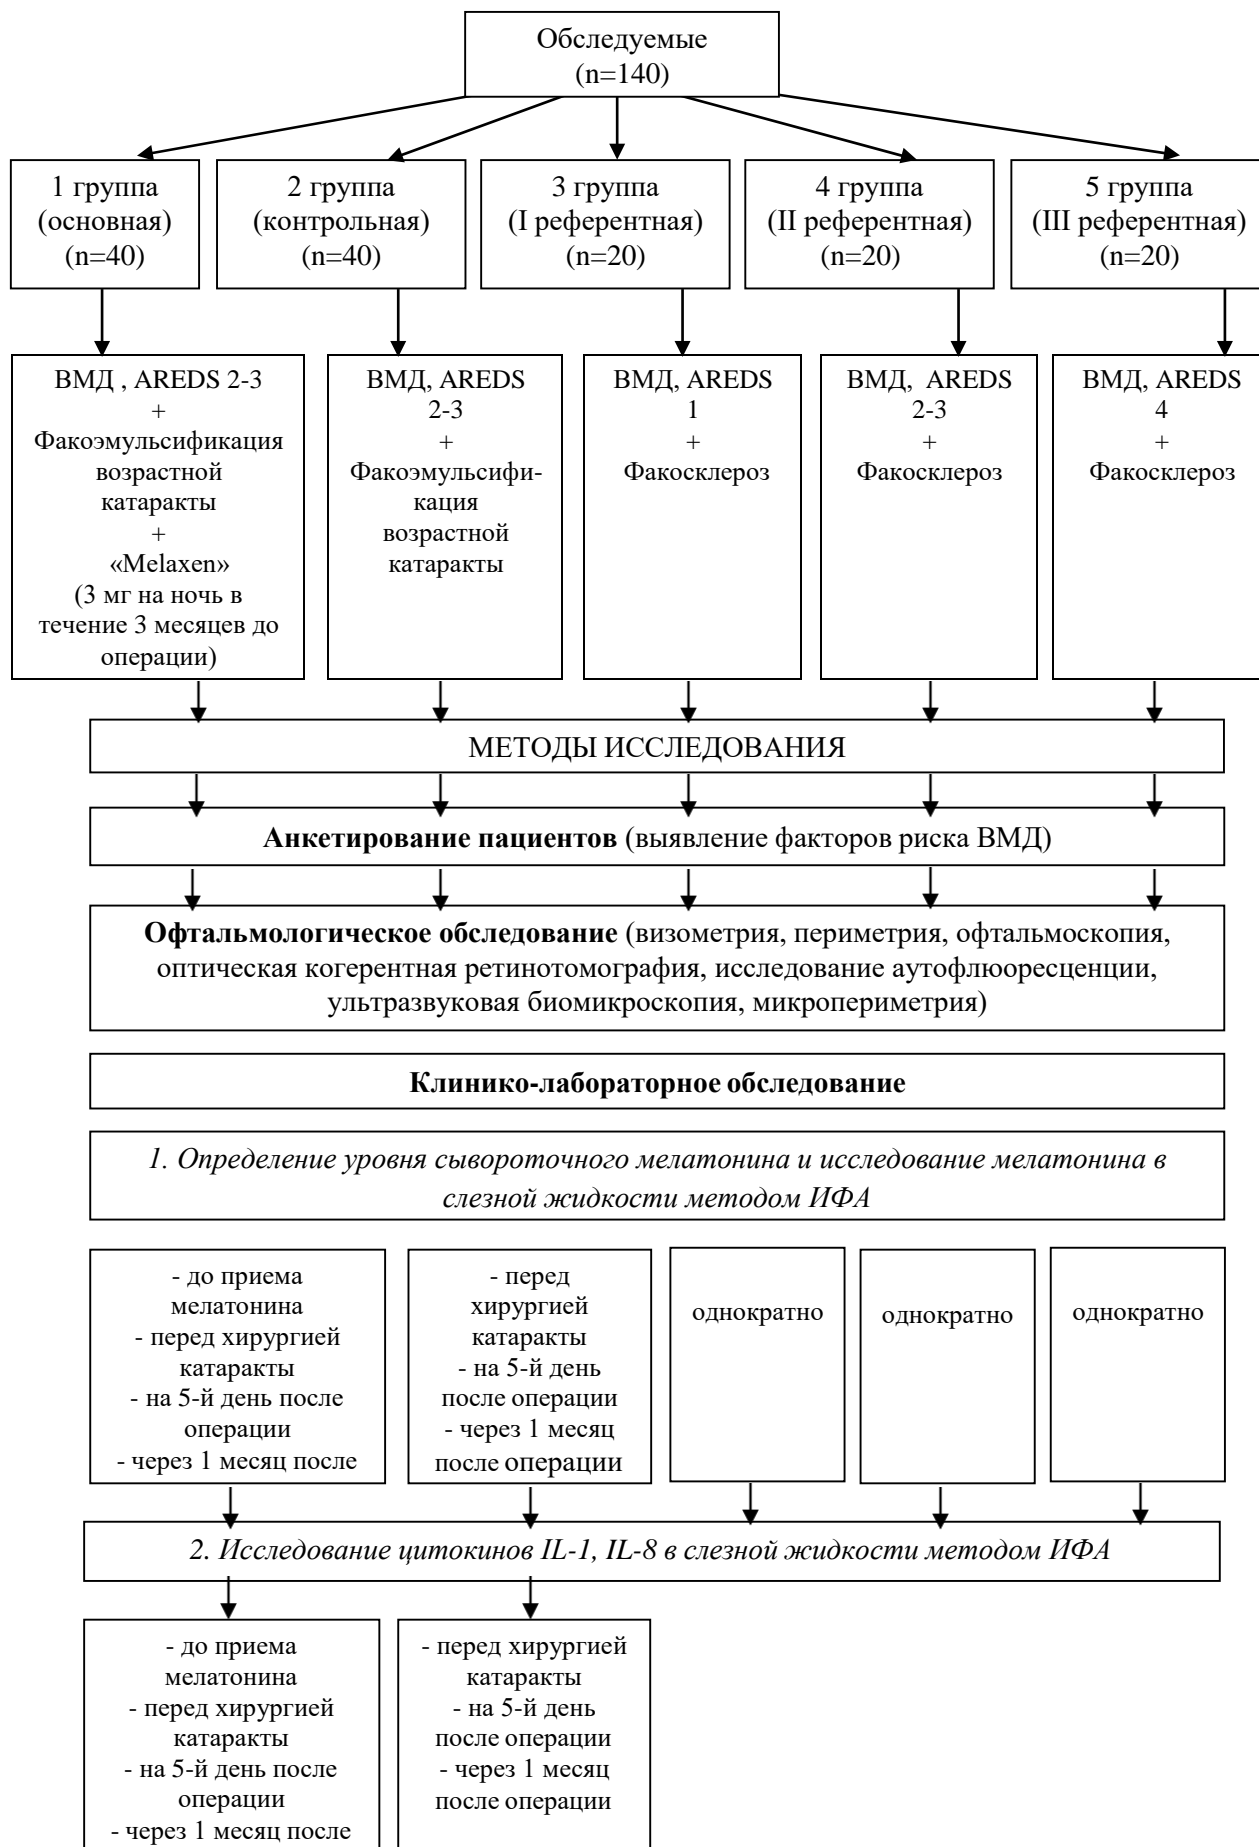 Обследуемые
(n=140)
1 группа
(основная)
(n=40)
2 группа
(контрольная)
(n=40)
3 группа
(I референтная)
(n=20)
4 группа
(II референтная)
(n=20)
5 группа
(III референтная)
(n=20)
ВМД , AREDS 2-3
+
Факоэмульсификация
возрастной
катаракты
+
«Melaxen»
(3 мг на ночь в
течение 3 месяцев до
операции)
ВМД, AREDS
2-3
+
Факоэмульсифи-
кация
возрастной
катаракты
ВМД, AREDS
1
+
Факосклероз
ВМД, AREDS
2-3
+
Факосклероз
ВМД, AREDS
4
+
Факосклероз
МЕТОДЫ ИССЛЕДОВАНИЯ
Анкетирование пациентов (выявление факторов риска ВМД)
Офтальмологическое обследование (визометрия, периметрия, офтальмоскопия,
оптическая когерентная ретинотомография, исследование аутофлюоресценции,
ультразвуковая биомикроскопия, микропериметрия)
Клинико-лабораторное обследование
1. Определение уровня сывороточного мелатонина и исследование мелатонина в
слезной жидкости методом ИФА
- до приема
мелатонина
- перед хирургией
катаракты
- на 5-й день после
операции
- через 1 месяц после
- перед
хирургией
катаракты
- на 5-й день
после операции
- через 1 месяц
после операции
однократно
однократно
однократно
2. Исследование цитокинов IL-1, IL-8 в слезной жидкости методом ИФА
- до приема
мелатонина
- перед хирургией
катаракты
- на 5-й день после
операции
- через 1 месяц после
- перед хирургией
катаракты
- на 5-й день
после операции
- через 1 месяц
после операции